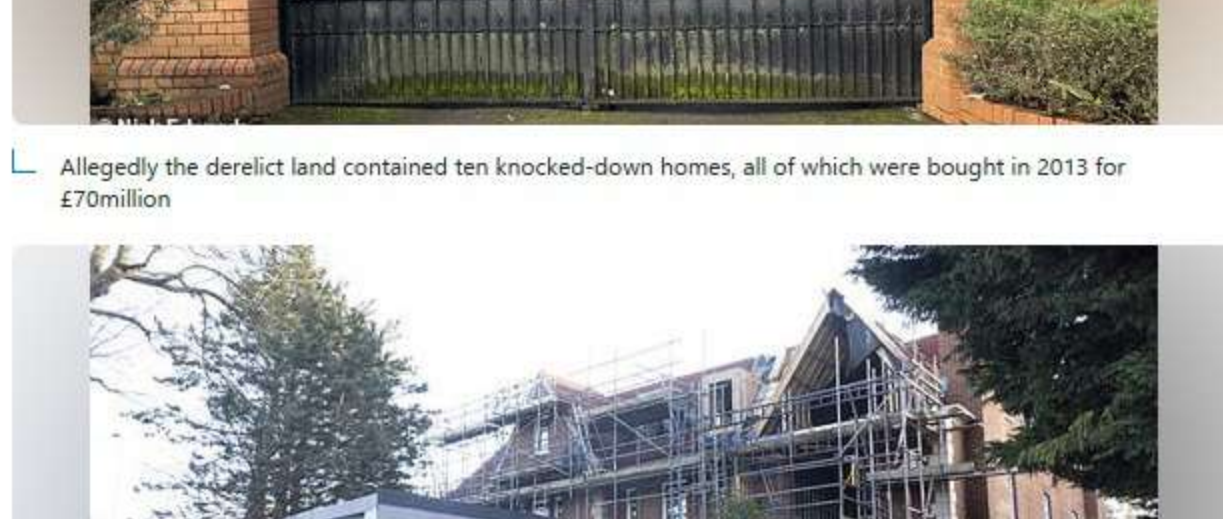 Allegedly the derelict land contained ten knocked-down homes, all of which were bought in 2013 for
£70million